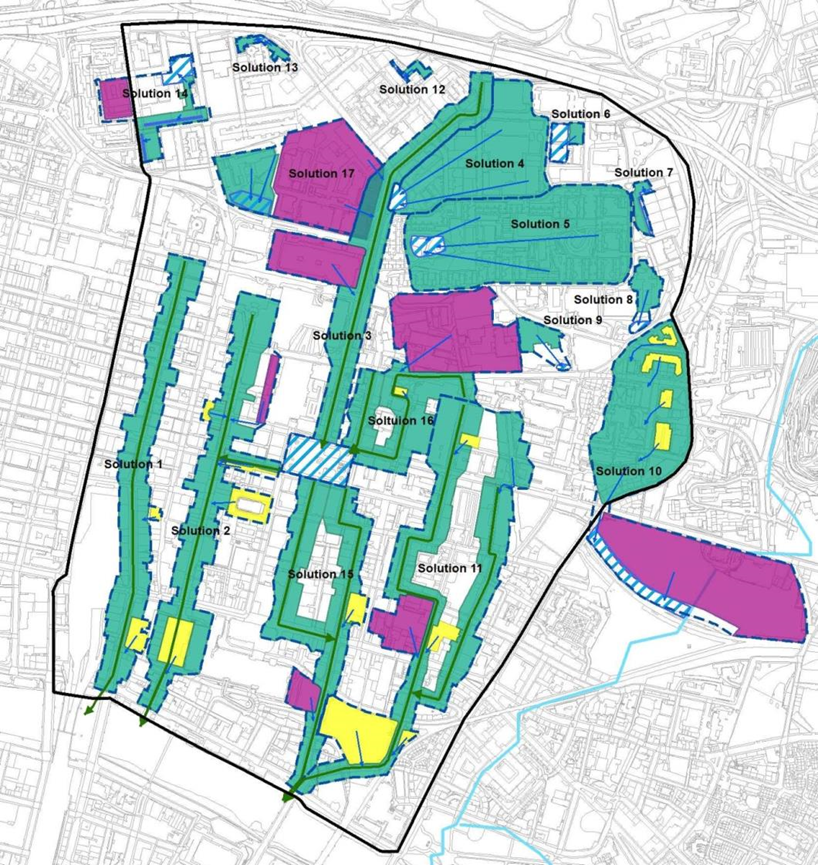 Solution 13
Solution 12
Solution 14
Solution 6
Solution 4
Solution 17
Solution 7
Solution 5
Solution 8
Solution 9
Solution 3
Soltuion 16
Solution 1
Solution 10
Solution 2
Solution 11
Solution 15